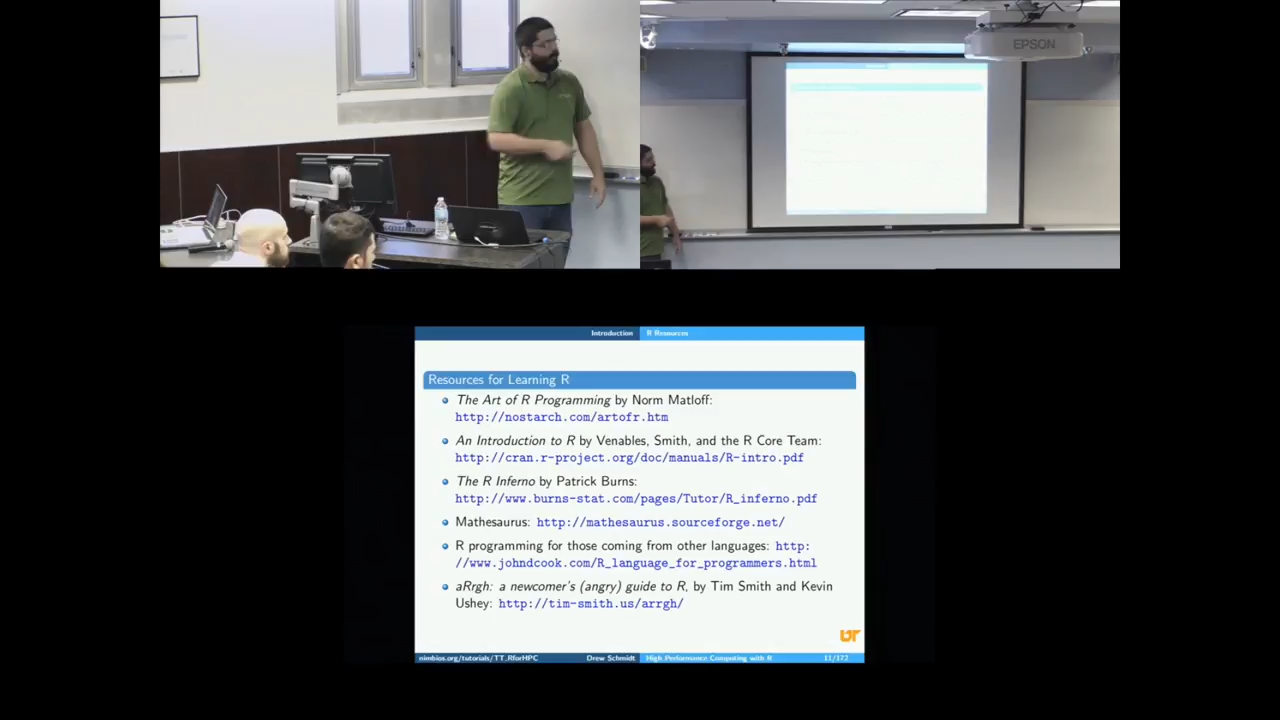 EPSON
Introduction
R Resources
Resources for Learning R
The Art of R Programming by Norm Matloff:
http://nostarch.com/artofr.htm
An Introduction to R by Venables, Smith, and the R Core Team:
http://cran.r-project.org/doc/manuals/R-intro.pdf
The R Inferno by Patrick Burns:
http://www.burns-stat.com/pages/Tutor/R_inferno.pdf
Mathesaurus: http://mathesaurus.sourceforge.net/
R programming for those coming from other languages: http:
//www.johndcook.com/R_language_for_programmers.html
aRrgh: a newcomer's (angry) guide to R, by Tim Smith and Kevin
Ushey: http://tim-smith.us/arrgh/
UT
nimbios.org/tutorials/TT_RforHPC
Drew Schmidt
High Performance Computing with R
11/172